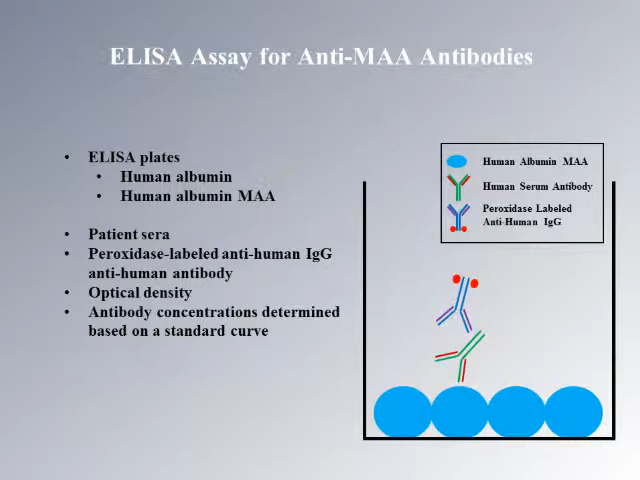 ELISA Assay for Anti-MAA Antibodies
• ELISA plates
• Human albumin
• Human albumin MAA
• Patient sera
• Peroxidase-labeled anti-human IgG
anti-human antibody
• Optical density
• Antibody concentrations determined
based on a standard curve
Human Albumin MAA
Human Serum Antibody
Peroxidase Labeled
Anti-Human IgG